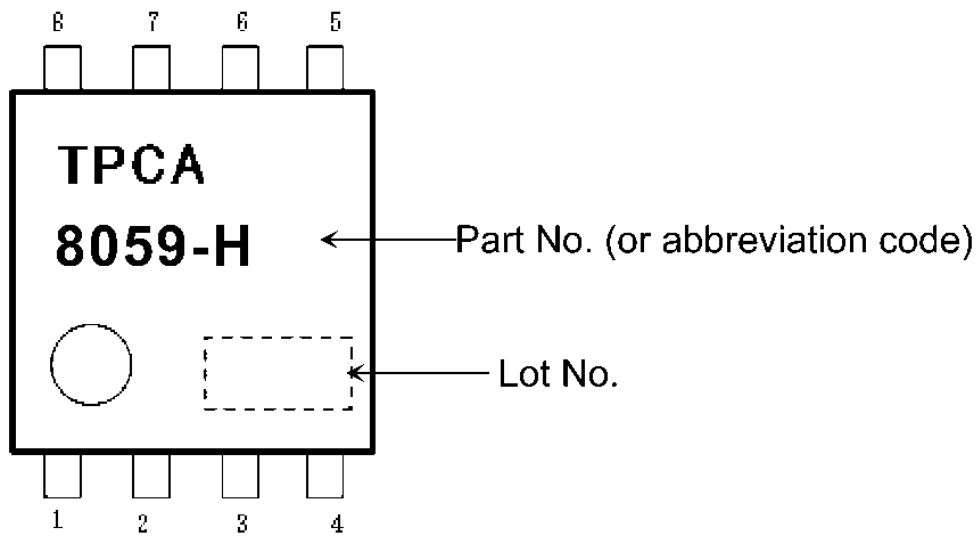 8 7 6 5
TPCA
8059-H
Part No. (or abbreviation code)
Lot No.
1 2 3 4